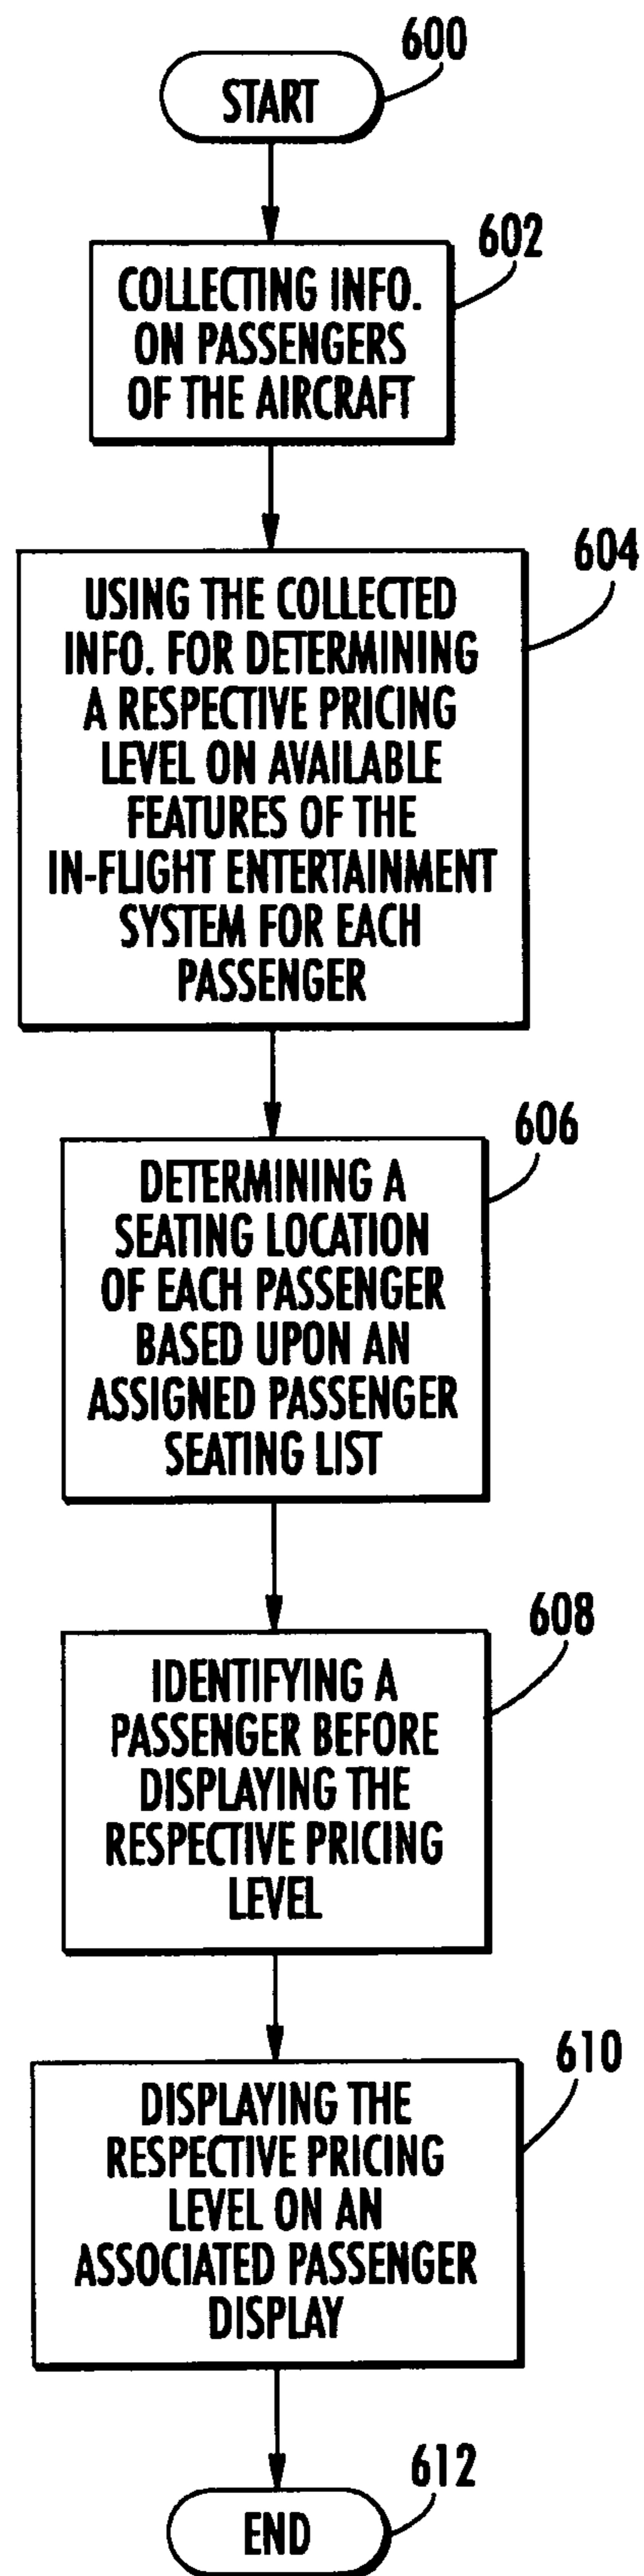 600
START
602
COLLECTING INFO.
ON PASSENGERS
OF THE AIRCRAFT
604
USING THE COLLECTED
INFO. FOR DETERMINING
A RESPECTIVE PRICING
LEVEL ON AVAILABLE
FEATURES OF THE
IN-FLIGHT ENTERTAINMENT
SYSTEM FOR EACH
PASSENGER
606
DETERMINING A
SEATING LOCATION
OF EACH PASSENGER
BASED UPON AN
ASSIGNED PASSENGER
SEATING LIST
608
IDENTIFYING A
PASSENGER BEFORE
DISPLAYING THE
RESPECTIVE PRICING
LEVEL
610
DISPLAYING THE
RESPECTIVE PRICING
LEVEL ON AN
ASSOCIATED PASSENGER
DISPLAY
612
END